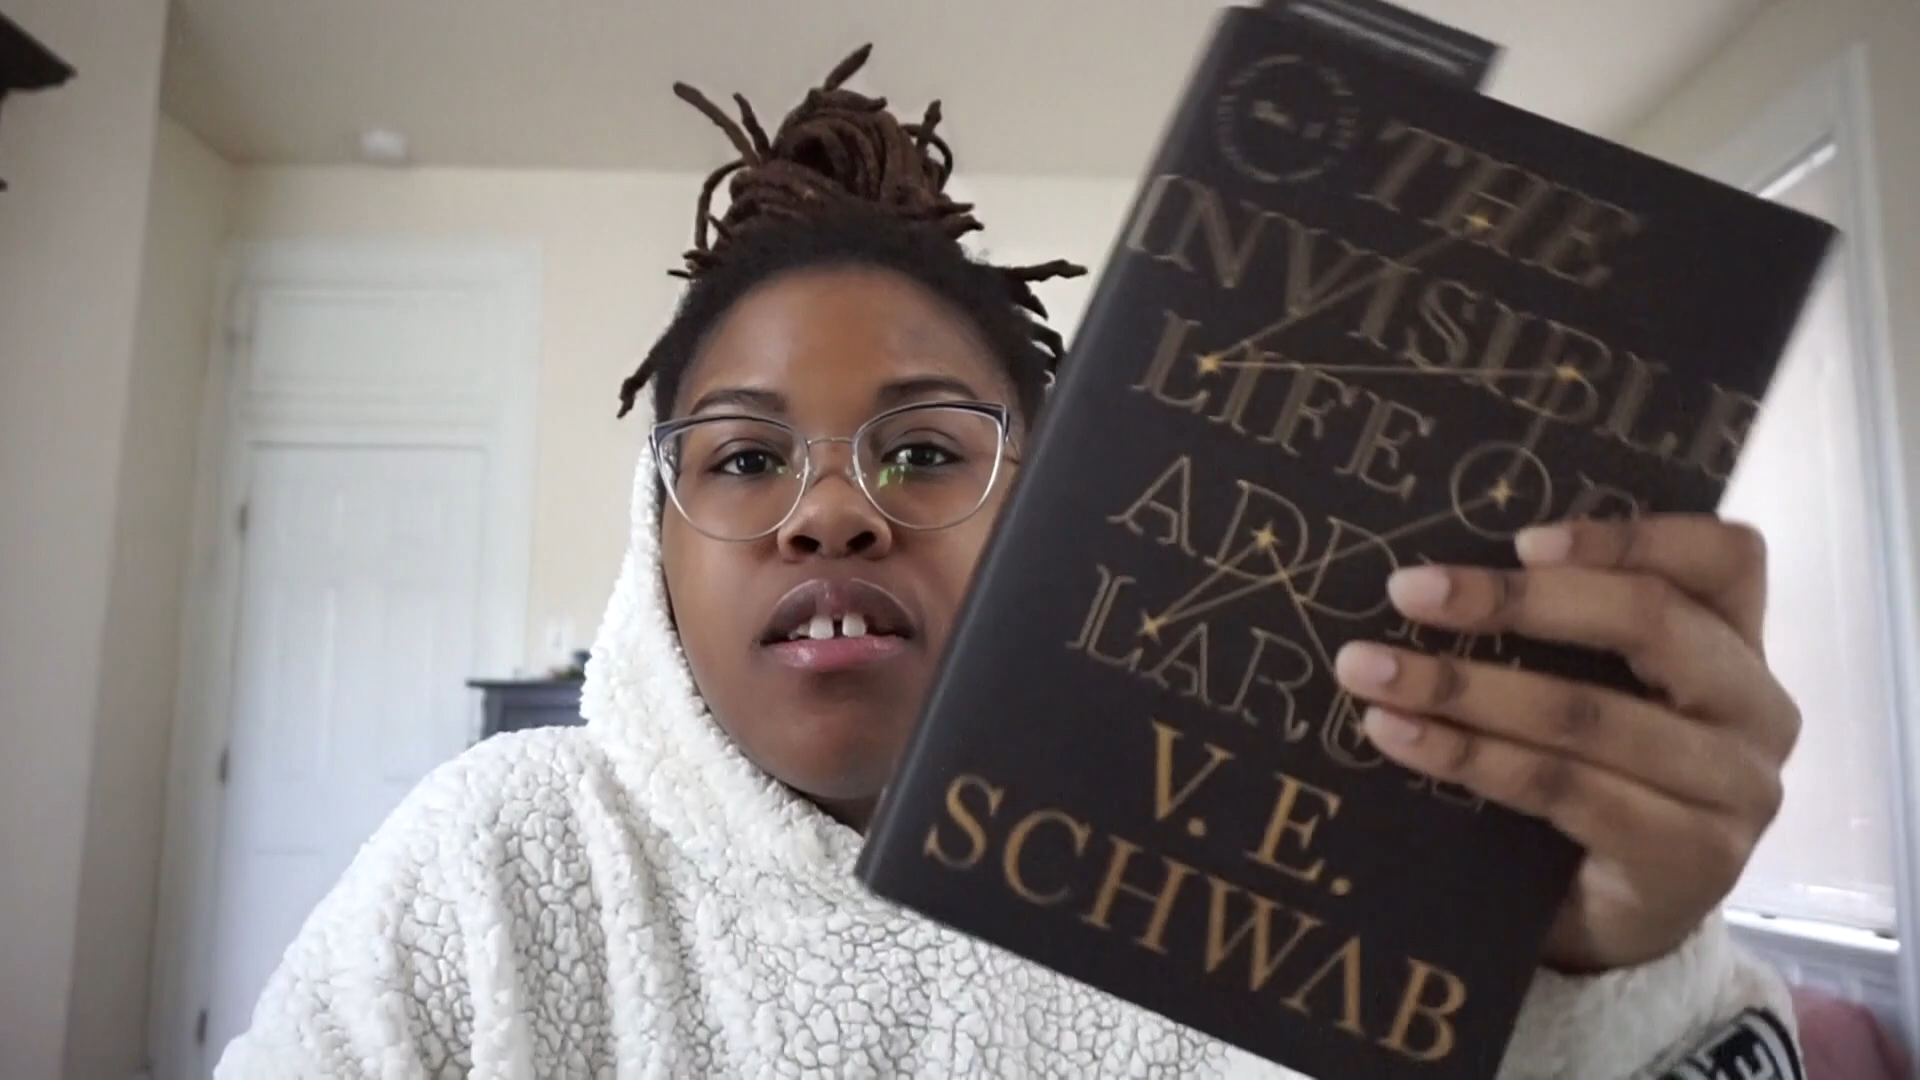 THE
INVISIBLE
LIFE OF
ADDIE
LARUE
V. E.
SCHWAB